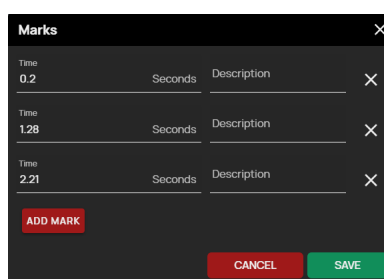 Marks
Time
0.2 Seconds Description
Time
1.28 Seconds Description
Time
2.21 Seconds Description
ADD MARK
CANCEL SAVE